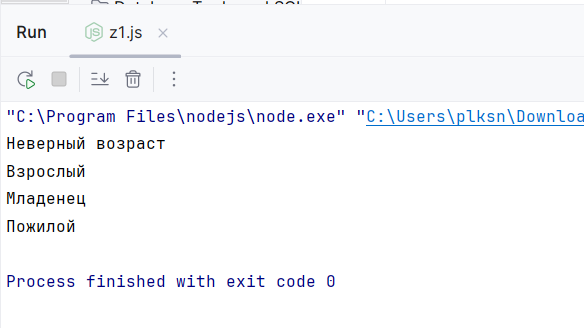 Run z1.js
"C:\Program Files\nodejs\node.exe" "C:\Users\plksn\Downloa
Неверный возраст
Взрослый
Младенец
Пожилой
Process finished with exit code 0